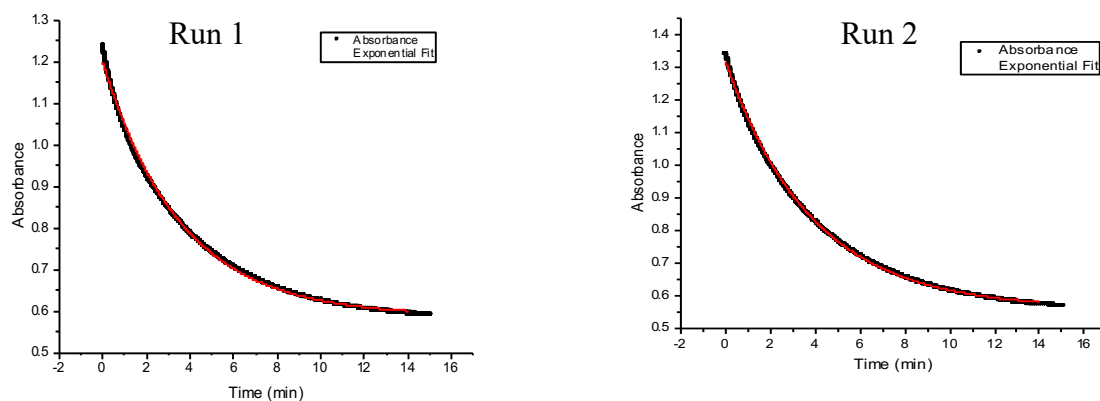 Run 1
Absorbance
Exponential Fit
1.3
1.2
1.1
1.0
0.9
0.8
0.7
0.6
0.5
Absorbance
-2 0 2 4 6 8 10 12 14 16
Time (min)
Run 2
Absorbance
Exponential Fit
1.4
1.3
1.2
1.1
1.0
0.9
0.8
0.7
0.6
0.5
Absorbance
-2 0 2 4 6 8 10 12 14 16
Time (min)